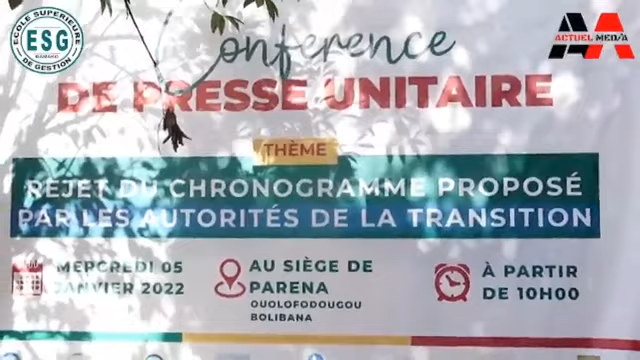 ECOLE SUPERIEURE
ESG
DE GESTION
ACTUEL MEDIA
Conference
DE PRESSE UNITAIRE
THÈME
REJET DU CHRONOGRAMME PROPOSÉ
PAR LES AUTORITÉS DE LA TRANSITION
MERCREDI 05
JANVIER 2022
AU SIÈGE DE
PARENA
OUOLOFODOUGOU
BOLIBANA
À PARTIR
DE 10H00